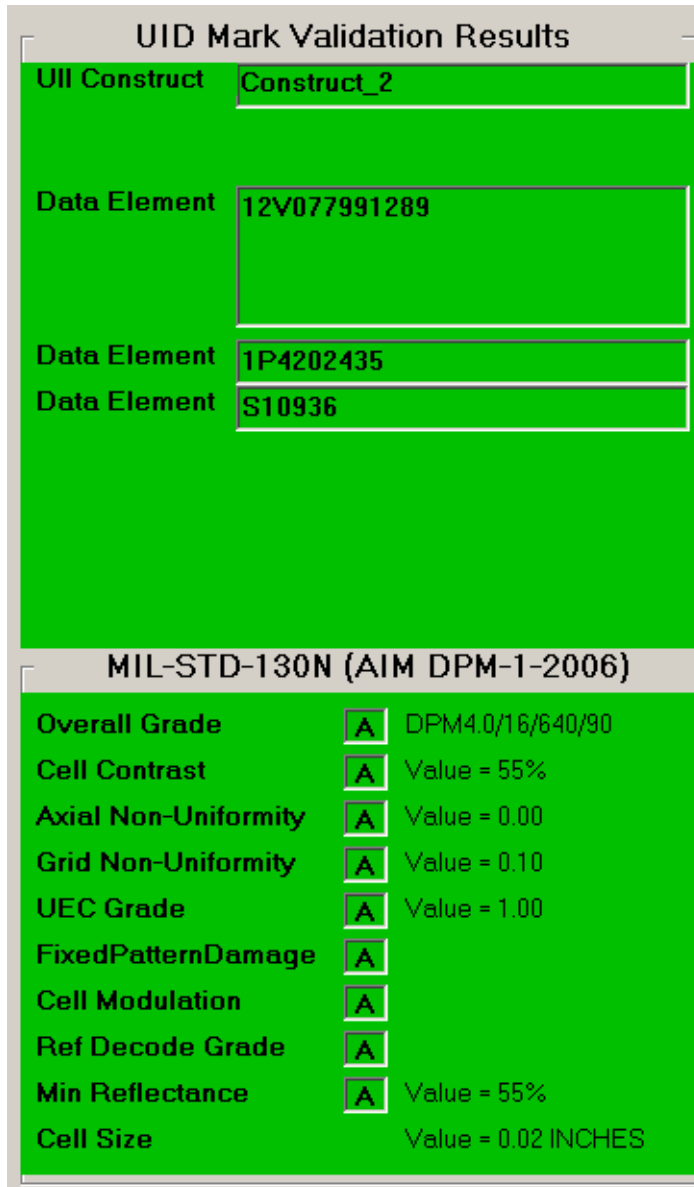 UID Mark Validation Results
UII Construct Construct_2
Data Element 12V077991289
Data Element 1P4202435
Data Element S10936
MIL-STD-130N (AIM DPM-1-2006)
Overall Grade A DPM4.0/16/640/90
Cell Contrast A Value = 55%
Axial Non-Uniformity A Value = 0.00
Grid Non-Uniformity A Value = 0.10
UEC Grade A Value = 1.00
FixedPatternDamage A
Cell Modulation A
Ref Decode Grade A
Min Reflectance A Value = 55%
Cell Size Value = 0.02 INCHES